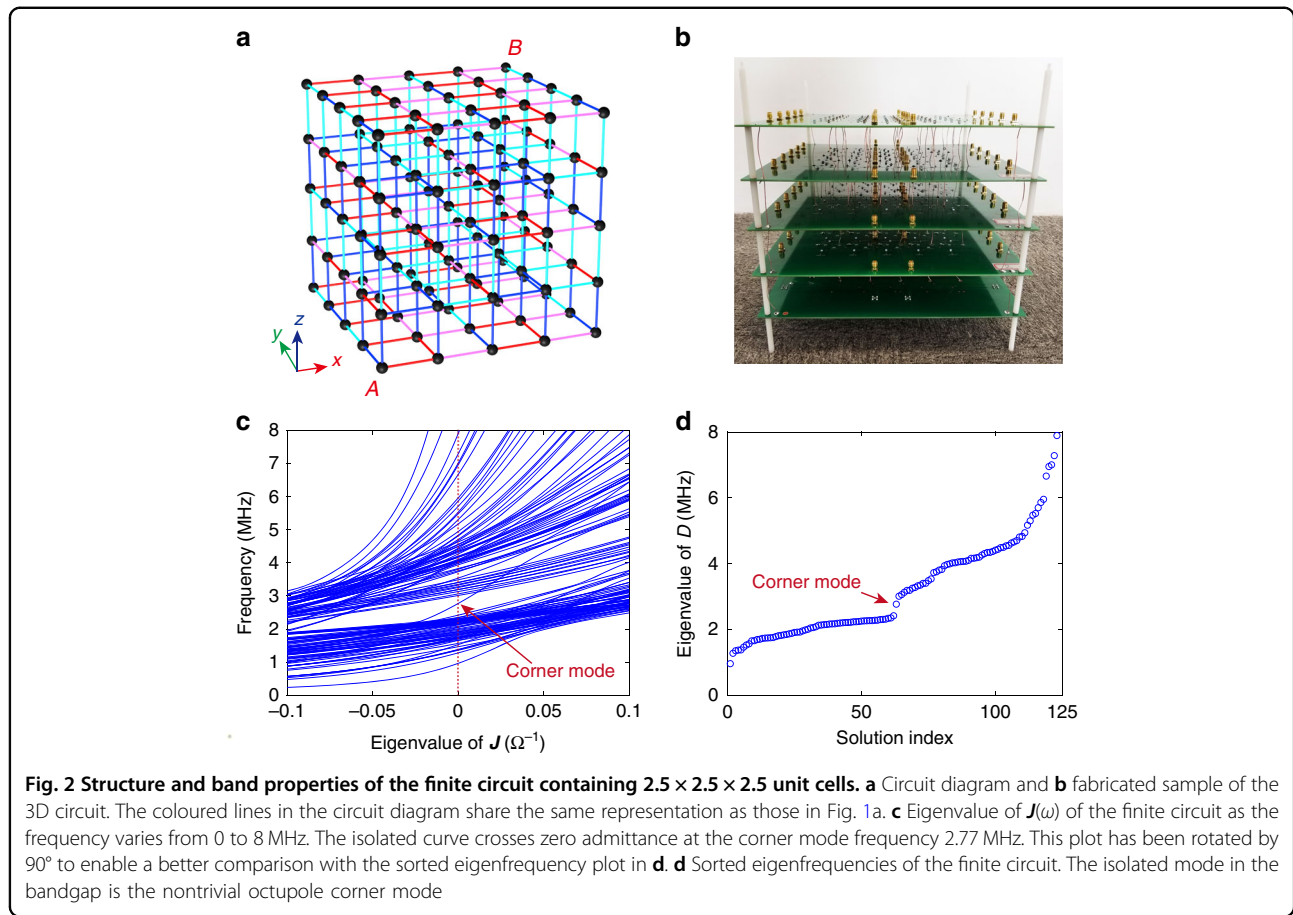 a
b
B
z
y
x
A
c
d
8
7
6
5
4
3
2
1
0
Frequency (MHz)
Corner mode
−0.1
−0.05
0
0.05
0.1
Eigenvalue of J (Ω−1)
8
6
4
2
0
Eigenvalue of D (MHz)
Corner mode
0
50
100
125
Solution index
Fig. 2 Structure and band properties of the finite circuit containing 2.5 × 2.5 × 2.5 unit cells. a Circuit diagram and b fabricated sample of the
3D circuit. The coloured lines in the circuit diagram share the same representation as those in Fig. 1a. c Eigenvalue of J(ω) of the finite circuit as the
frequency varies from 0 to 8 MHz. The isolated curve crosses zero admittance at the corner mode frequency 2.77 MHz. This plot has been rotated by
90° to enable a better comparison with the sorted eigenfrequency plot in d. d Sorted eigenfrequencies of the finite circuit. The isolated mode in the
bandgap is the nontrivial octupole corner mode